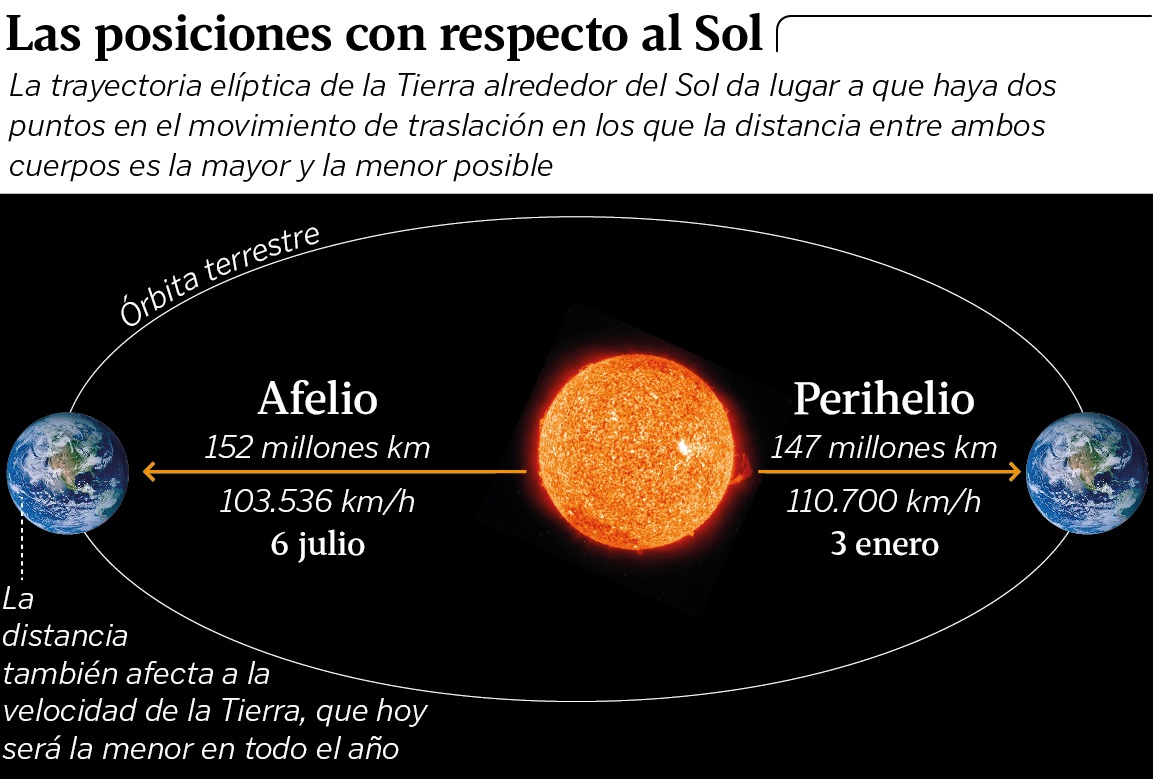 Las posiciones con respecto al Sol
La trayectoria elíptica de la Tierra alrededor del Sol da lugar a que haya dos
puntos en el movimiento de traslación en los que la distancia entre ambos
cuerpos es la mayor y la menor posible
Órbita terrestre
Afelio
152 millones km
103.536 km/h
6 julio
Perihelio
147 millones km
110.700 km/h
3 enero
La
distancia
también afecta a la
velocidad de la Tierra, que hoy
será la menor en todo el año